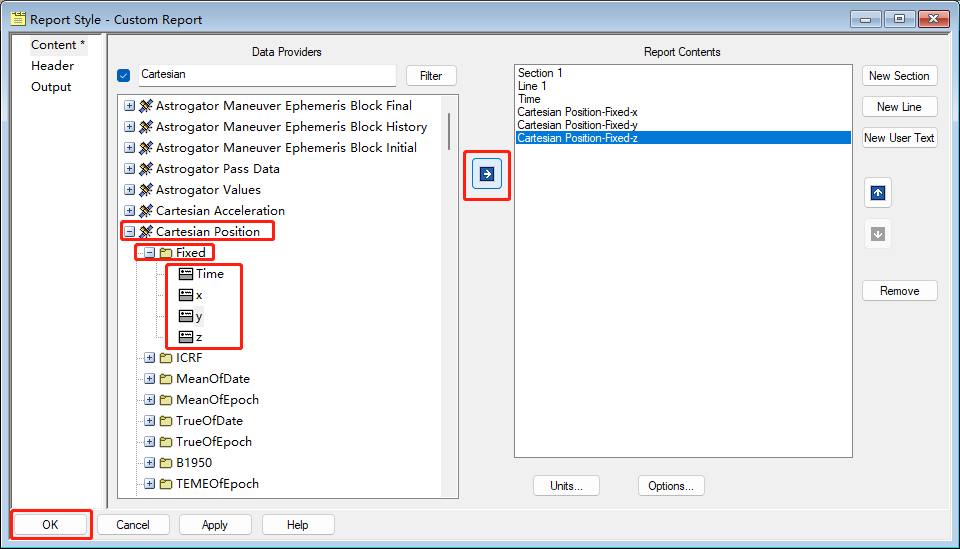 Report Style - Custom Report
Content *
Header
Output
Data Providers
Cartesian
Filter
Astrogator Maneuver Ephemeris Block Final
Astrogator Maneuver Ephemeris Block History
Astrogator Maneuver Ephemeris Block Initial
Astrogator Pass Data
Astrogator Values
Cartesian Acceleration
Cartesian Position
Fixed
Time
x
y
z
ICRF
MeanOfDate
MeanOfEpoch
TrueOfDate
TrueOfEpoch
B1950
TEMEOfEpoch
Report Contents
Section 1
Line 1
Time
Cartesian Position-Fixed-x
Cartesian Position-Fixed-y
Cartesian Position-Fixed-z
New Section
New Line
New User Text
Remove
Units...
Options...
OK
Cancel
Apply
Help